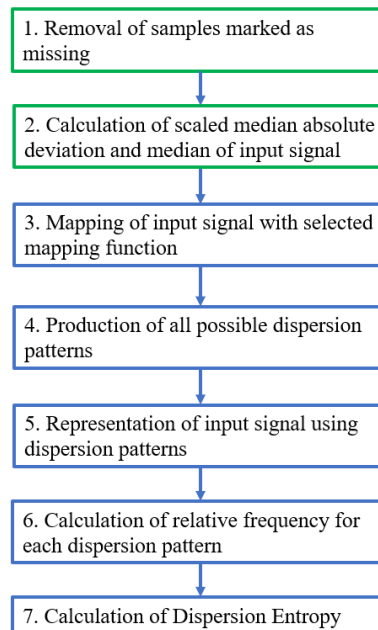 1. Removal of samples marked as
missing
2. Calculation of scaled median absolute
deviation and median of input signal
3. Mapping of input signal with selected
mapping function
4. Production of all possible dispersion
patterns
5. Representation of input signal using
dispersion patterns
6. Calculation of relative frequency for
each dispersion pattern
7. Calculation of Dispersion Entropy